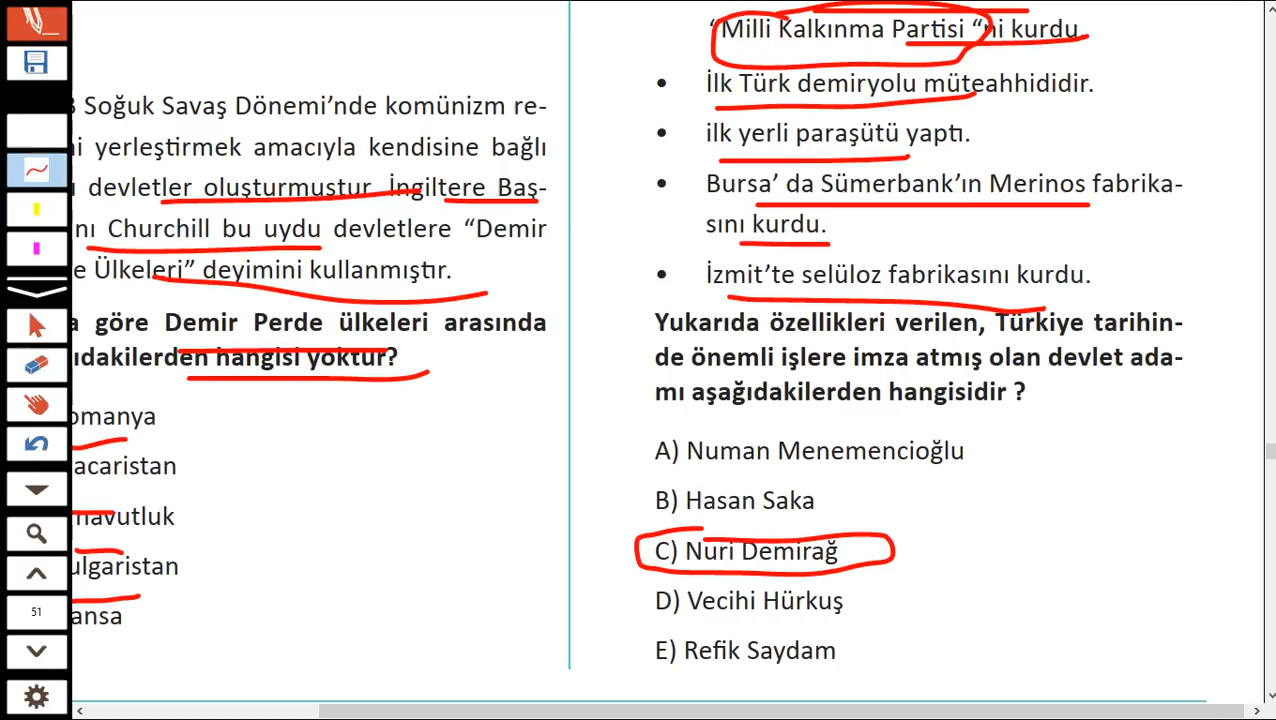 B Soğuk Savaş Dönemi’nde komünizm re-
ni yerleştirmek amacıyla kendisine bağlı
devletler oluşturmuştur. İngiltere Baş-
nı Churchill bu uydu devletlere “Demir
e Ülkeleri” deyimini kullanmıştır.
a göre Demir Perde ülkeleri arasında
ıdakilerden hangisi yoktur?
omanya
acaristan
navutluk
ulgaristan
ansa
“Milli Kalkınma Partisi “ni kurdu.
• İlk Türk demiryolu müteahhididir.
• ilk yerli paraşütü yaptı.
• Bursa’ da Sümerbank’ın Merinos fabrika-
sını kurdu.
• İzmit’te selüloz fabrikasını kurdu.
Yukarıda özellikleri verilen, Türkiye tarihin-
de önemli işlere imza atmış olan devlet ada-
mı aşağıdakilerden hangisidir ?
A) Numan Menemencioğlu
B) Hasan Saka
C) Nuri Demirağ
D) Vecihi Hürkuş
E) Refik Saydam
51